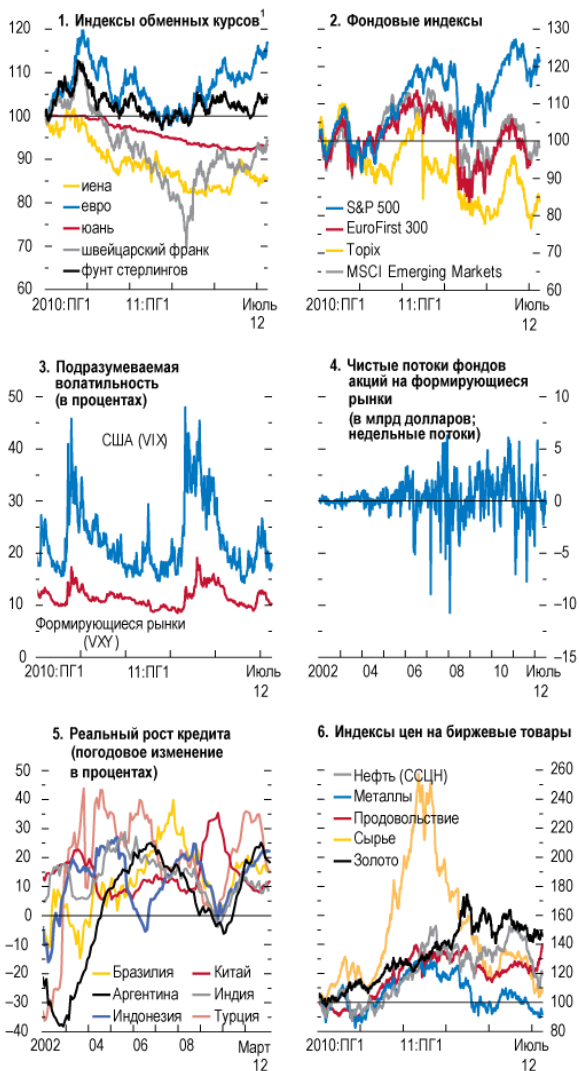 1. Индексы обменных курсов1
120
110
100
90
80
70
60
иена
евро
юань
швейцарский франк
фунт стерлингов
2010:ПГ1
11:ПГ1
Июль
12
2. Фондовые индексы
130
120
110
100
90
80
60
S&P 500
EuroFirst 300
Topix
MSCI Emerging Markets
2010:ПГ1
11:ПГ1
Июль
12
3. Подразумеваемая
волатильность
(в процентах)
50
40
30
20
10
0
США (VIX)
Формирующиеся рынки
(VXY)
2010:ПГ1
11:ПГ1
Июль
12
4. Чистые потоки фондов
акций на формирующиеся
рынки
(в млрд долларов;
недельные потоки)
10
5
0
−5
−10
−15
2002
04
06
08
10
Июль
12
5. Реальный рост кредита
(погодовое изменение
в процентах)
50
40
30
20
10
0
−10
−20
−30
−40
Бразилия
Китай
Аргентина
Индия
Индонезия
Турция
2002
04
06
08
Март
12
6. Индексы цен на биржевые товары
Нефть (ССЦН)
Металлы
Продовольствие
Сырье
Золото
260
240
220
200
180
160
140
120
100
80
2010:ПГ1
11:ПГ1
Июль
12